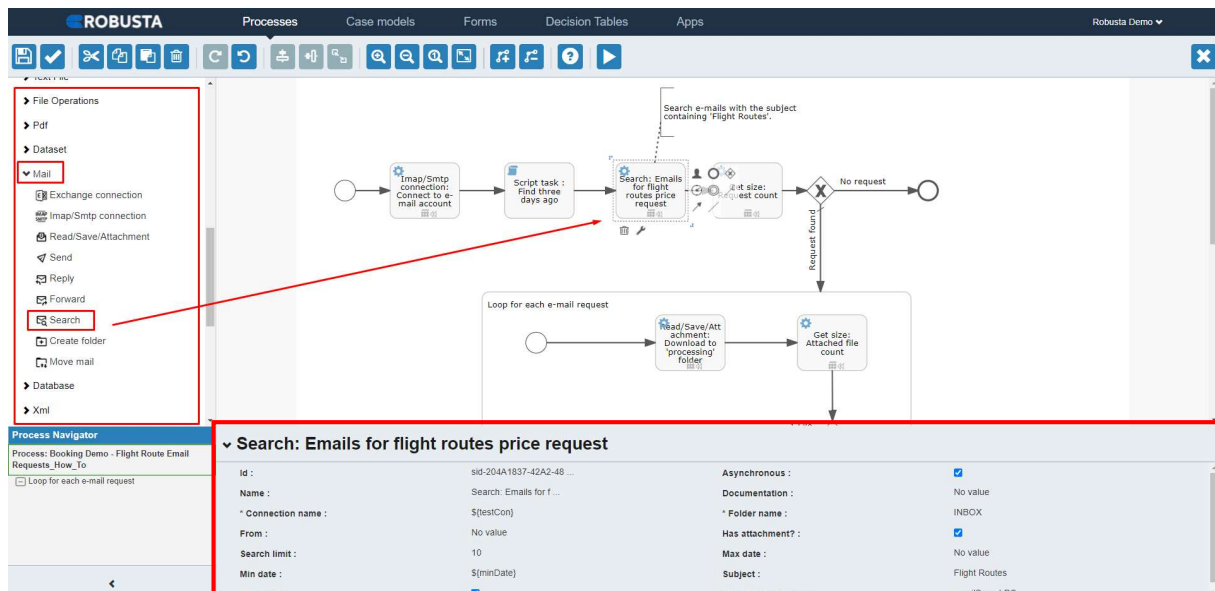 ROBUSTA
Processes
Case models
Forms
Decision Tables
Apps
Robusta Demo
Text File
File Operations
Pdf
Dataset
Mail
Exchange connection
Imap/Smtp connection
Read/Save/Attachment
Send
Reply
Forward
Search
Create folder
Move mail
Database
Xml
Search e-mails with the subject
containing 'Flight Routes'.
Imap/Smtp
connection:
Connect to e-
mail account
Script task :
Find three
days ago
Search: Emails
for flight
routes price
request
Get size:
Request count
X
No request
Request found
Loop for each e-mail request
Read/Save/Att
achment:
Download to
'processing'
folder
Get size:
Attached file
count
Process Navigator
Process: Booking Demo - Flight Route Email
Requests_How_To
Loop for each e-mail request
Search: Emails for flight routes price request
Id :
sid-204A1837-42A2-48 ...
Asynchronous :
Name :
Search: Emails for f ...
Documentation :
No value
* Connection name :
${testCon}
* Folder name :
INBOX
From :
No value
Has attachment? :
Search limit :
10
Max date :
No value
Min date :
${minDate}
Subject :
Flight Routes